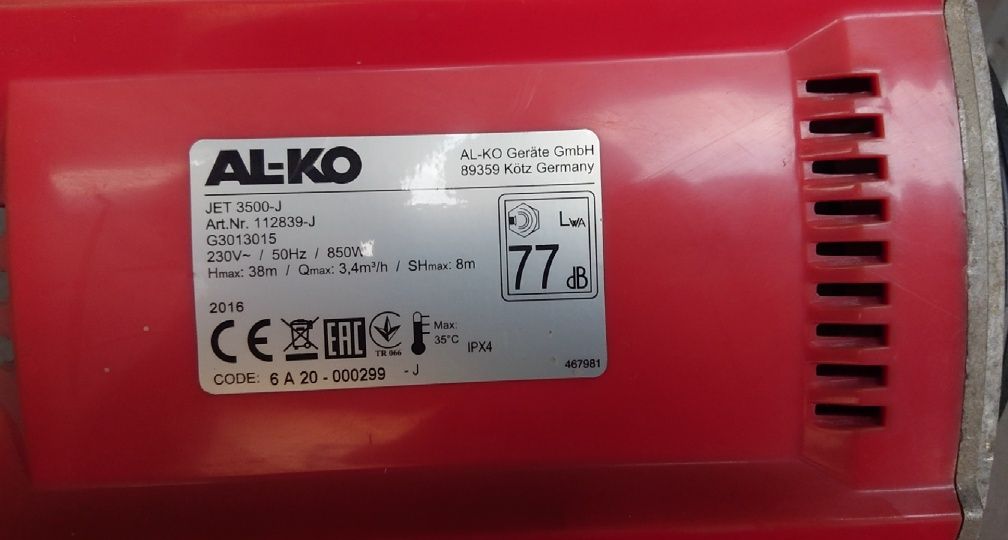 AL-KO
AL-KO Geräte GmbH
89359 Kötz Germany
JET 3500-J
Art.Nr. 112839-J
G3013015
230V~ / 50Hz / 850W
Hmax: 38m / Qmax: 3,4m³/h / SHmax: 8m
LWA
77 dB
2016
CE EAC TR 066 Max: 35°C IPX4
CODE: 6 A 20 - 000299 - J
467981